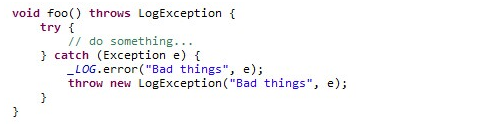 void foo() throws LogException {
    try {
        // do something...
    } catch (Exception e) {
        _LOG.error("Bad things", e);
        throw new LogException("Bad things", e);
    }
}